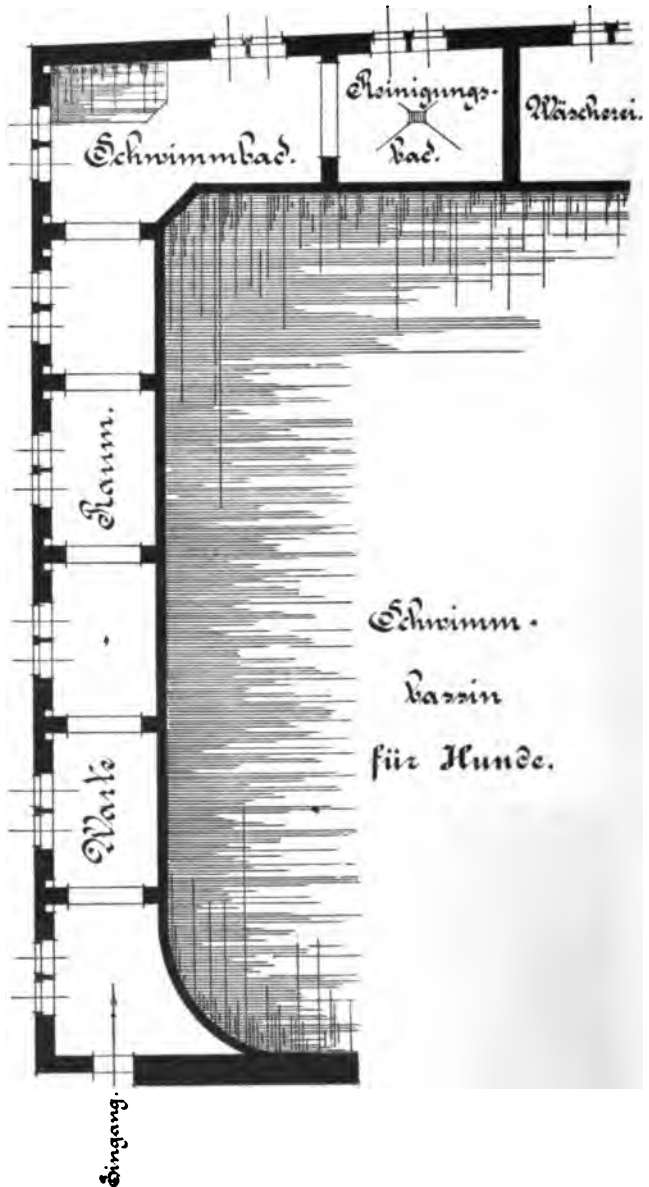 Schwimmbad.
Reinigungs-
bad.
Wäscherei.
Warte - Raum.
Schwimm-
bassin
für Hunde.
Eingang.